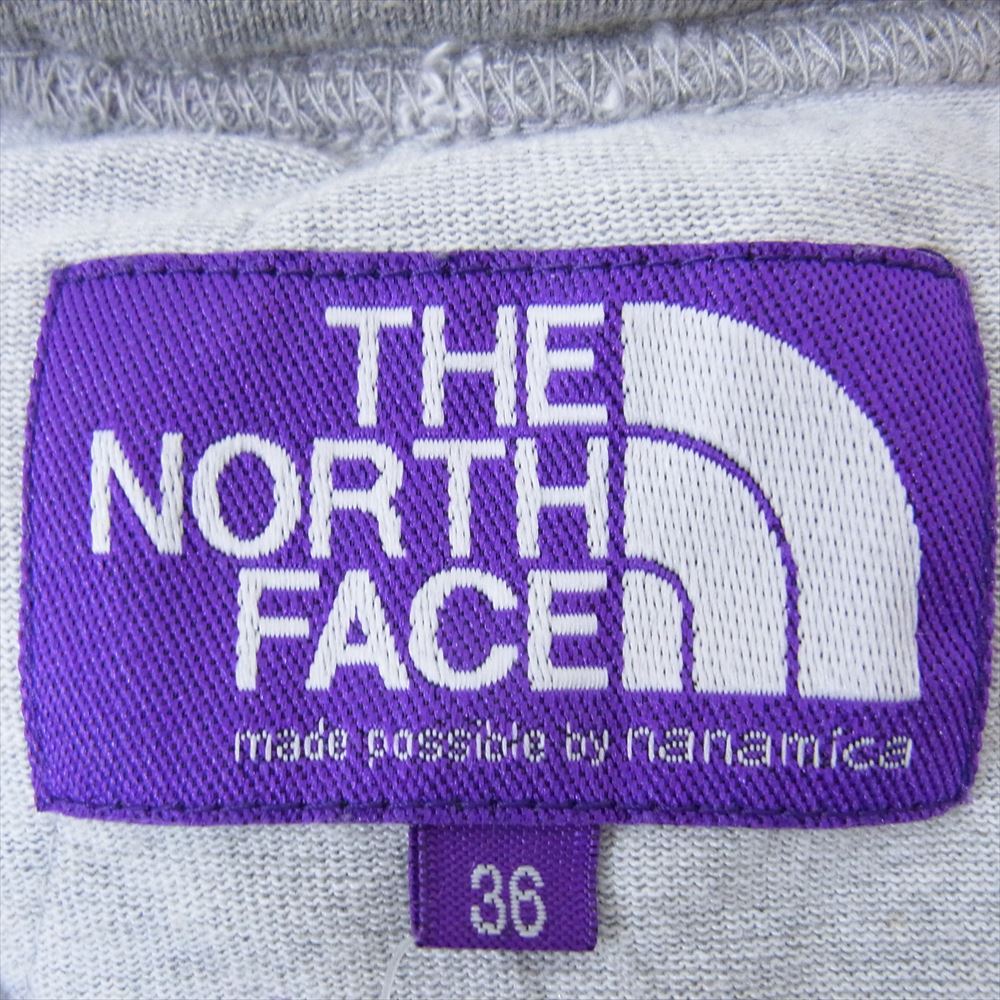 THE
NORTH
FACE
made possible by nanamica
36